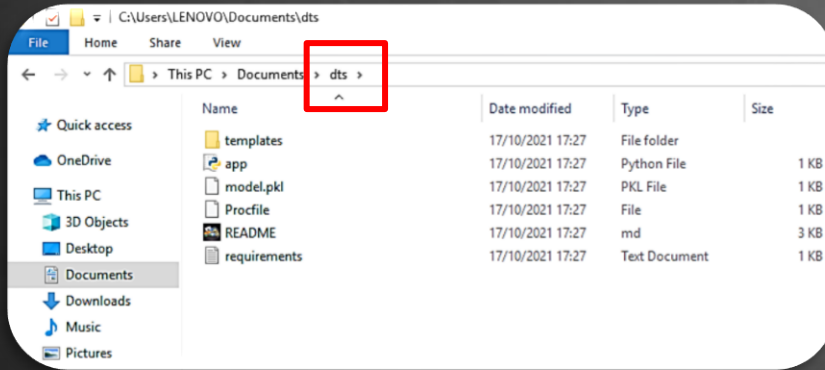 C:\Users\LENOVO\Documents\dts
File Home Share View
This PC > Documents > dts >
Name Date modified Type Size
Quick access
OneDrive
This PC
3D Objects
Desktop
Documents
Downloads
Music
Pictures
templates 17/10/2021 17:27 File folder
app 17/10/2021 17:27 Python File 1 KB
model.pkl 17/10/2021 17:27 PKL File 1 KB
Procfile 17/10/2021 17:27 File 1 KB
README 17/10/2021 17:27 md 3 KB
requirements 17/10/2021 17:27 Text Document 1 KB